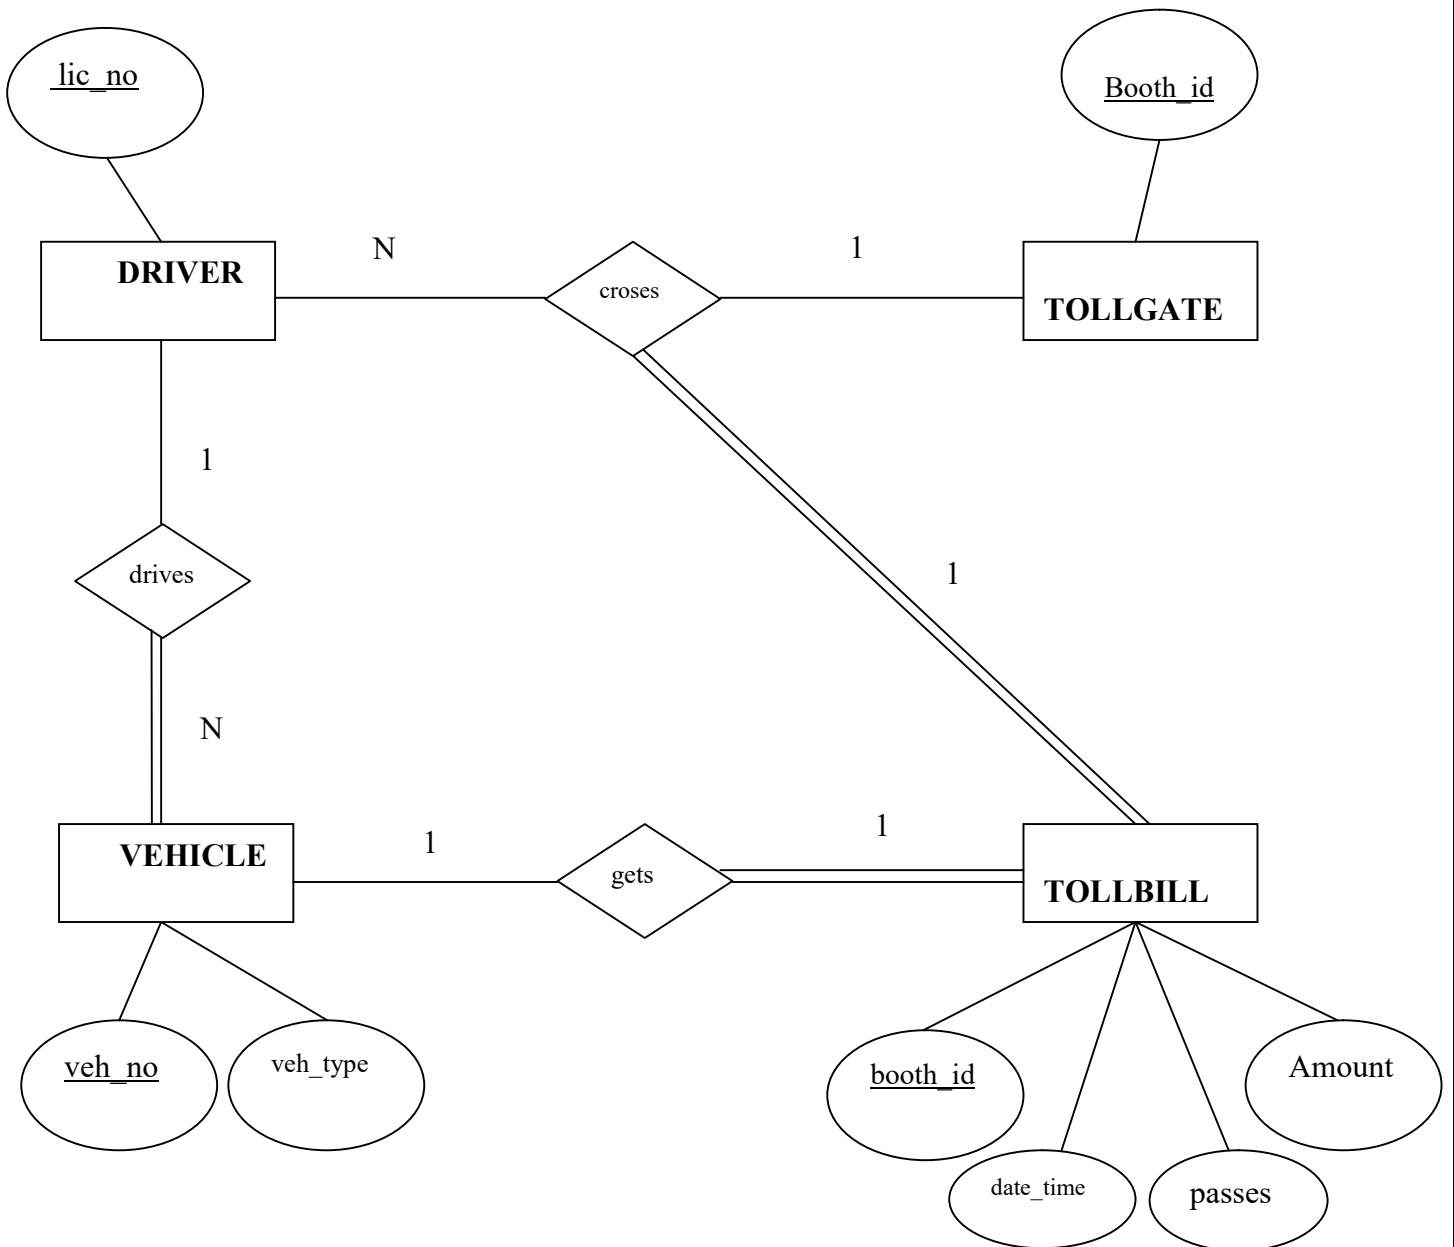 lic_no
Booth_id
DRIVER
N
croses
1
TOLLGATE
1
drives
1
N
VEHICLE
1
gets
1
TOLLBILL
veh_no
veh_type
booth_id
Amount
date_time
passes